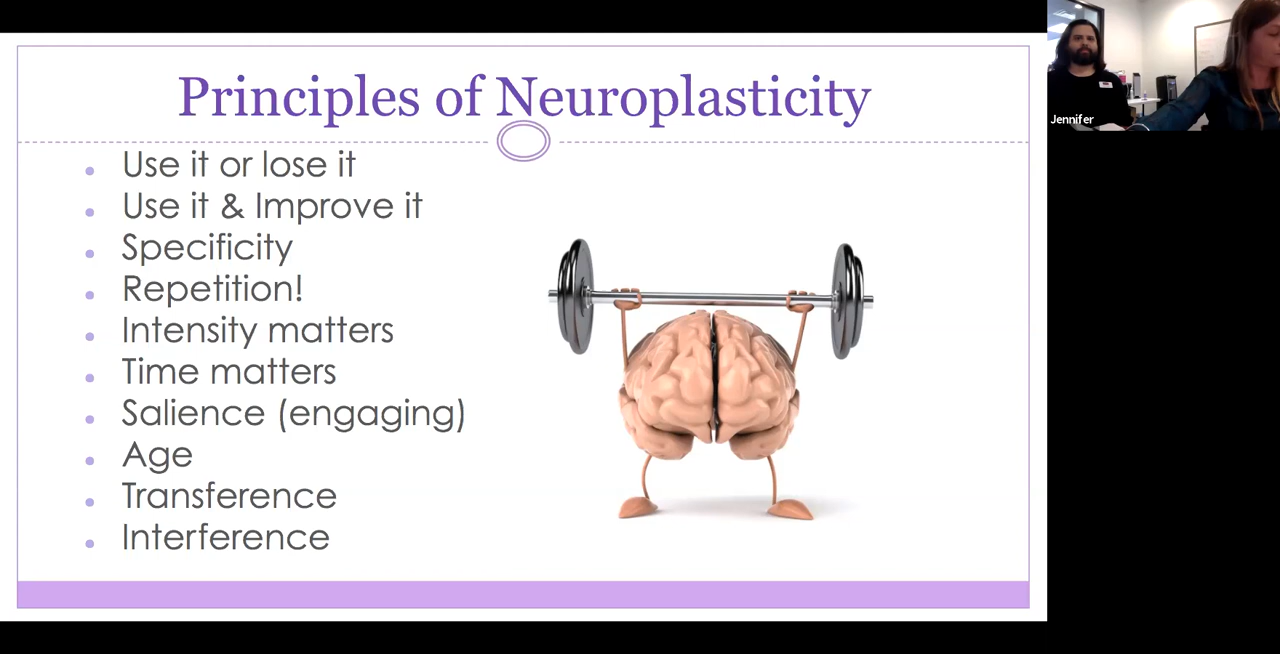 Principles of Neuroplasticity
Use it or lose it
Use it & Improve it
Specificity
Repetition!
Intensity matters
Time matters
Salience (engaging)
Age
Transference
Interference
Jennifer